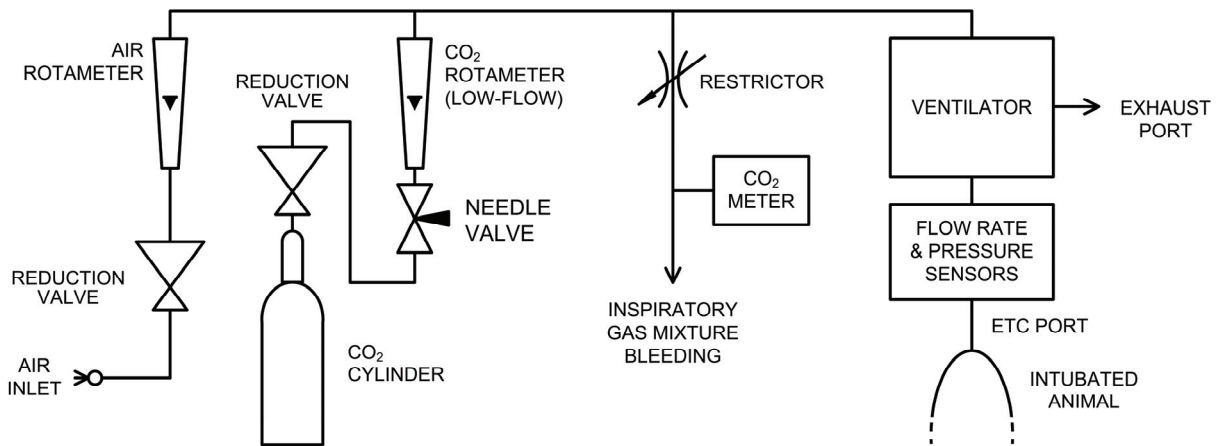 AIR
ROTAMETER
REDUCTION
VALVE
CO₂
ROTAMETER
(LOW-FLOW)
RESTRICTOR
VENTILATOR
EXHAUST
PORT
CO₂
METER
NEEDLE
VALVE
FLOW RATE
& PRESSURE
SENSORS
REDUCTION
VALVE
INSPIRATORY
GAS MIXTURE
BLEEDING
ETC PORT
AIR
INLET
CO₂
CYLINDER
INTUBATED
ANIMAL